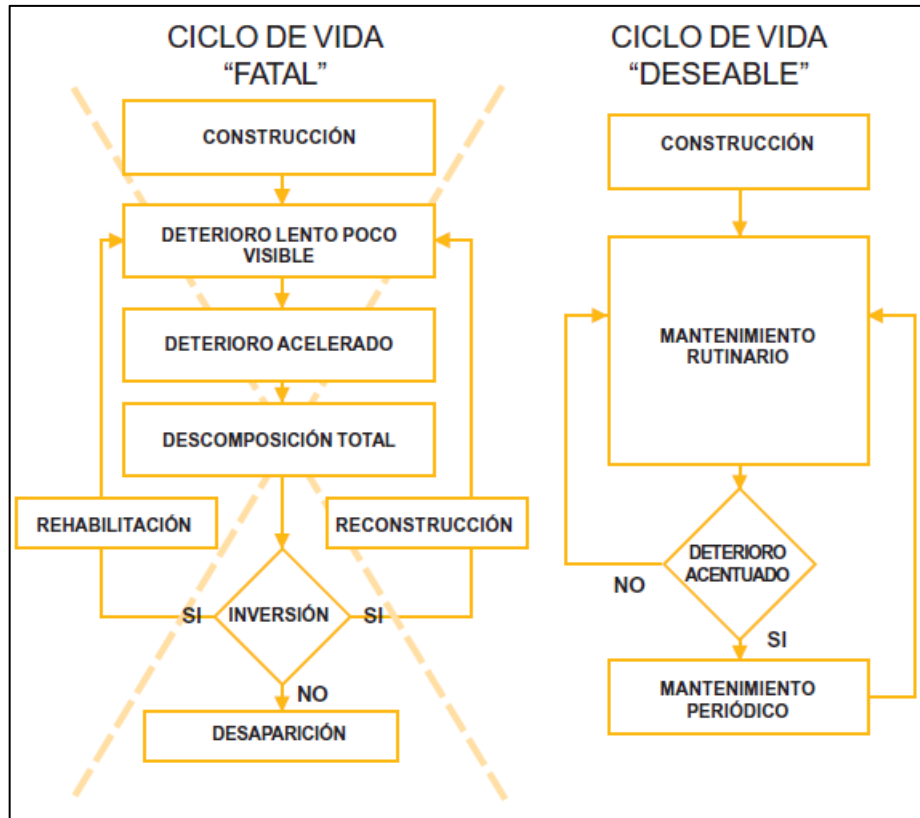 CICLO DE VIDA
“FATAL”
CONSTRUCCIÓN
DETERIORO LENTO POCO
VISIBLE
DETERIORO ACELERADO
DESCOMPOSICIÓN TOTAL
REHABILITACIÓN
RECONSTRUCCIÓN
SI
INVERSIÓN
SI
NO
DESAPARICIÓN
CICLO DE VIDA
“DESEABLE”
CONSTRUCCIÓN
MANTENIMIENTO
RUTINARIO
DETERIORO
ACENTUADO
NO
SI
MANTENIMIENTO
PERIÓDICO